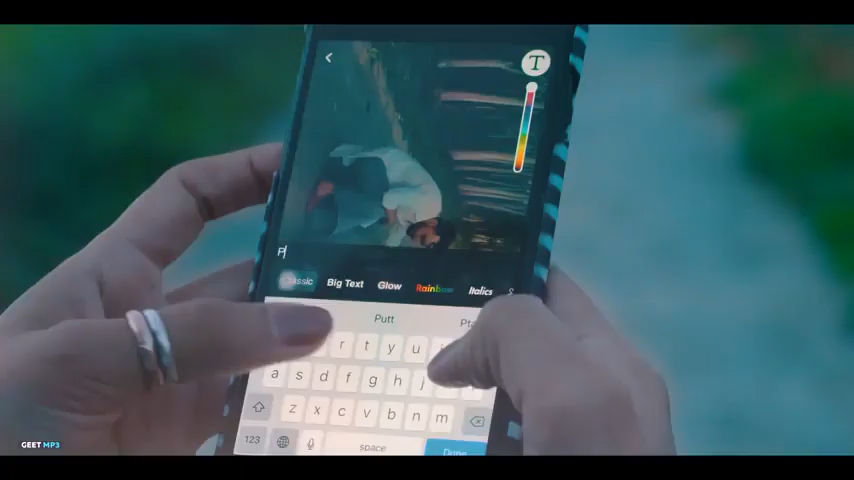 T
P
Classic Big Text Glow Rainbow Italics
Putt
r t y u
a s d f g h j
z x c v b n m
123 space Done
GEET MP3